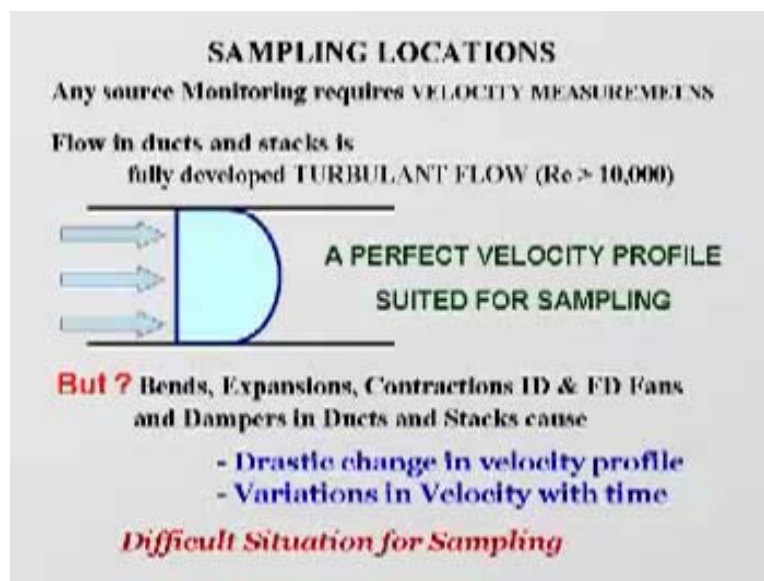 SAMPLING LOCATIONS
Any source Monitoring requires VELOCITY MEASUREMETNS
Flow in ducts and stacks is
fully developed TURBULANT FLOW (Re > 10,000)
A PERFECT VELOCITY PROFILE
SUITED FOR SAMPLING
But ? Bends, Expansions, Contractions ID & FD Fans
and Dampers in Ducts and Stacks cause
- Drastic change in velocity profile
- Variations in Velocity with time
Difficult Situation for Sampling